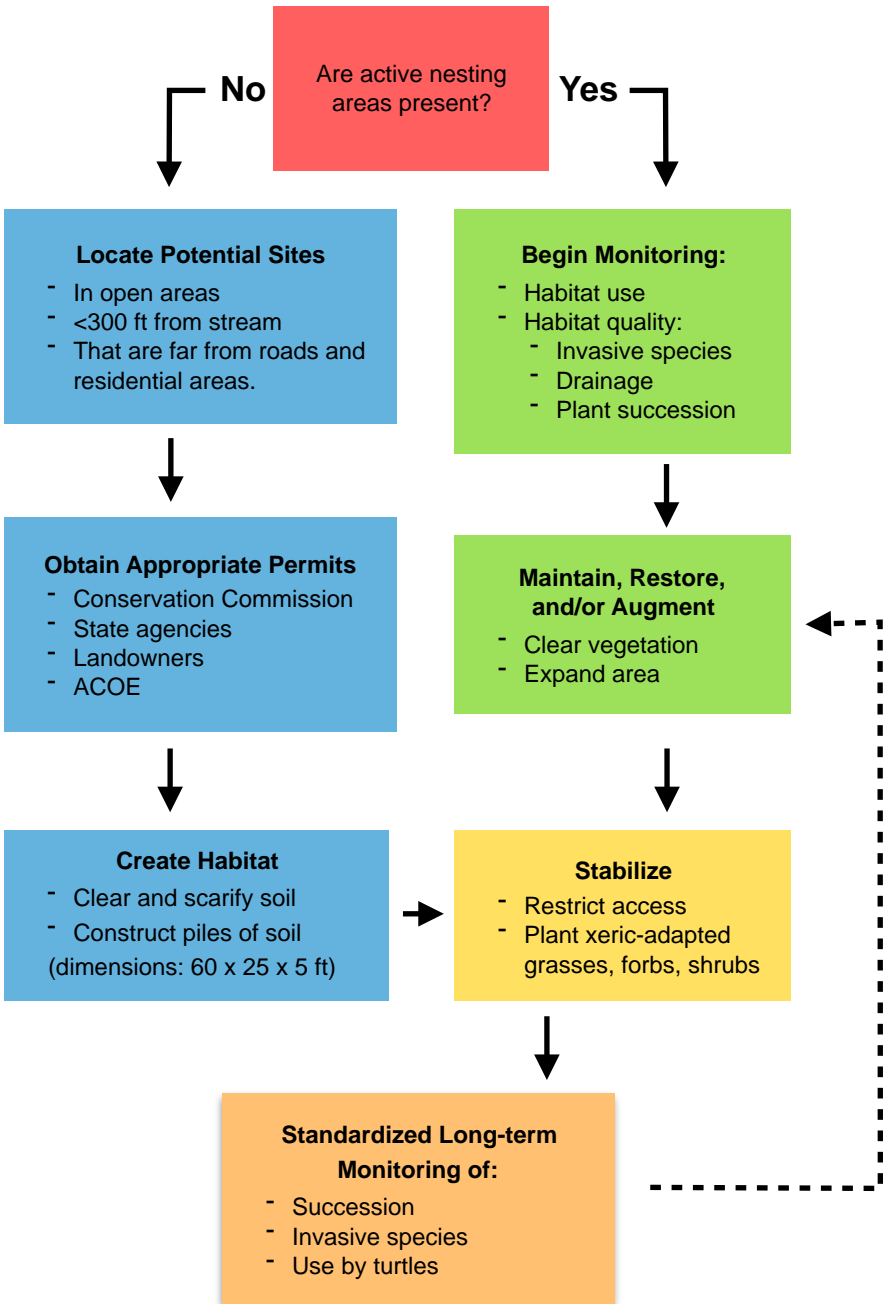 Are active nesting
areas present?
No
Yes
Locate Potential Sites
- In open areas
- <300 ft from stream
- That are far from roads and
residential areas.
Begin Monitoring:
- Habitat use
- Habitat quality:
- Invasive species
- Drainage
- Plant succession
Obtain Appropriate Permits
- Conservation Commission
- State agencies
- Landowners
- ACOE
Maintain, Restore,
and/or Augment
- Clear vegetation
- Expand area
Create Habitat
- Clear and scarify soil
- Construct piles of soil
(dimensions: 60 x 25 x 5 ft)
Stabilize
- Restrict access
- Plant xeric-adapted
grasses, forbs, shrubs
Standardized Long-term
Monitoring of:
- Succession
- Invasive species
- Use by turtles